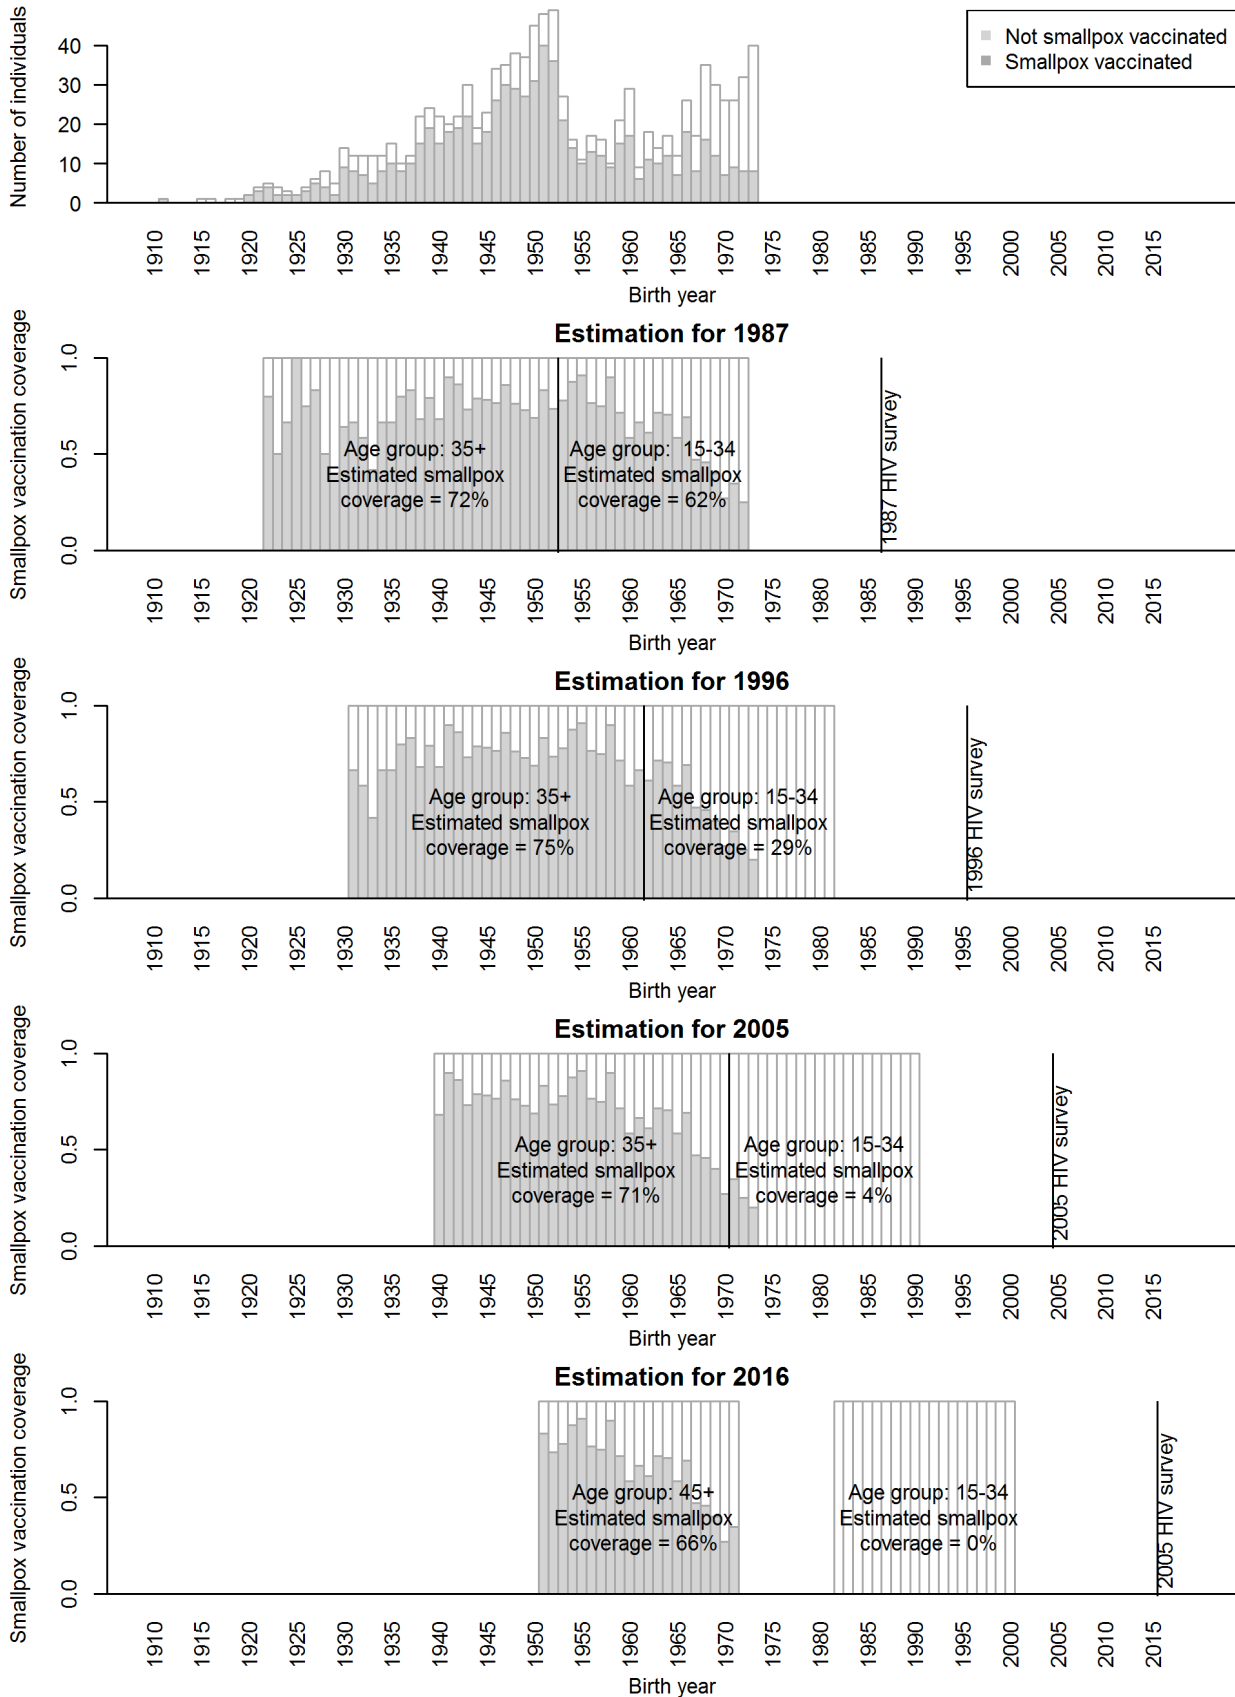 Not smallpox vaccinated
Smallpox vaccinated
Number of individuals
0 10 20 30 40
1910 1915 1920 1925 1930 1935 1940 1945 1950 1955 1960 1965 1970 1975 1980 1985 1990 1995 2000 2005 2010 2015
Birth year
Estimation for 1987
Smallpox vaccination coverage
0.0 0.5 1.0
Age group: 35+
Estimated smallpox
coverage = 72%
Age group: 15-34
Estimated smallpox
coverage = 62%
1987 HIV survey
1910 1915 1920 1925 1930 1935 1940 1945 1950 1955 1960 1965 1970 1975 1980 1985 1990 1995 2000 2005 2010 2015
Birth year
Estimation for 1996
Smallpox vaccination coverage
0.0 0.5 1.0
Age group: 35+
Estimated smallpox
coverage = 75%
Age group: 15-34
Estimated smallpox
coverage = 29%
1996 HIV survey
1910 1915 1920 1925 1930 1935 1940 1945 1950 1955 1960 1965 1970 1975 1980 1985 1990 1995 2000 2005 2010 2015
Birth year
Estimation for 2005
Smallpox vaccination coverage
0.0 0.5 1.0
Age group: 35+
Estimated smallpox
coverage = 71%
Age group: 15-34
Estimated smallpox
coverage = 4%
2005 HIV survey
1910 1915 1920 1925 1930 1935 1940 1945 1950 1955 1960 1965 1970 1975 1980 1985 1990 1995 2000 2005 2010 2015
Birth year
Estimation for 2016
Smallpox vaccination coverage
0.0 0.5 1.0
Age group: 45+
Estimated smallpox
coverage = 66%
Age group: 15-34
Estimated smallpox
coverage = 0%
2005 HIV survey
1910 1915 1920 1925 1930 1935 1940 1945 1950 1955 1960 1965 1970 1975 1980 1985 1990 1995 2000 2005 2010 2015
Birth year